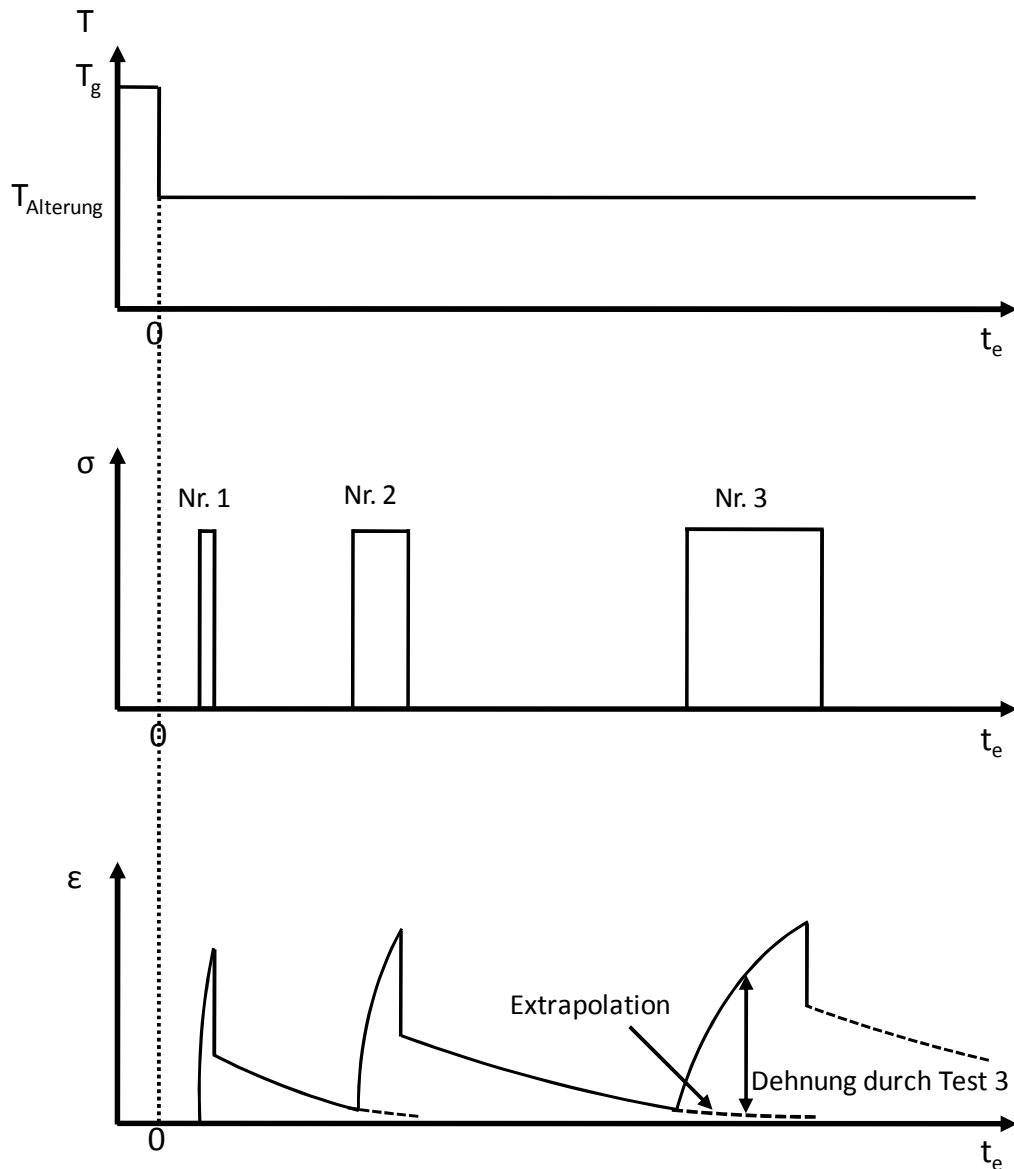 T
T_g
T_Alterung
0
t_e
σ
Nr. 1
Nr. 2
Nr. 3
0
t_e
ε
Extrapolation
Dehnung durch Test 3
0
t_e